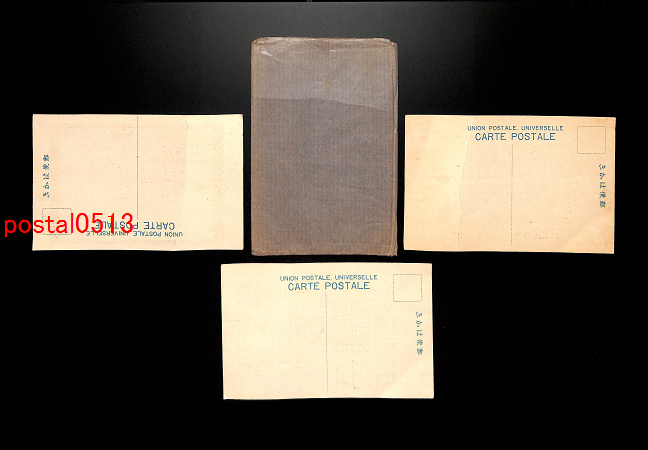 きかは便郵
UNION POSTALE UNIVERSELLE
CARTE POSTALE
postal0513
UNION POSTALE. UNIVERSELLE
CARTE POSTALE
きかは便郵
UNION POSTALE. UNIVERSELLE
CARTE POSTALE
きかは便郵